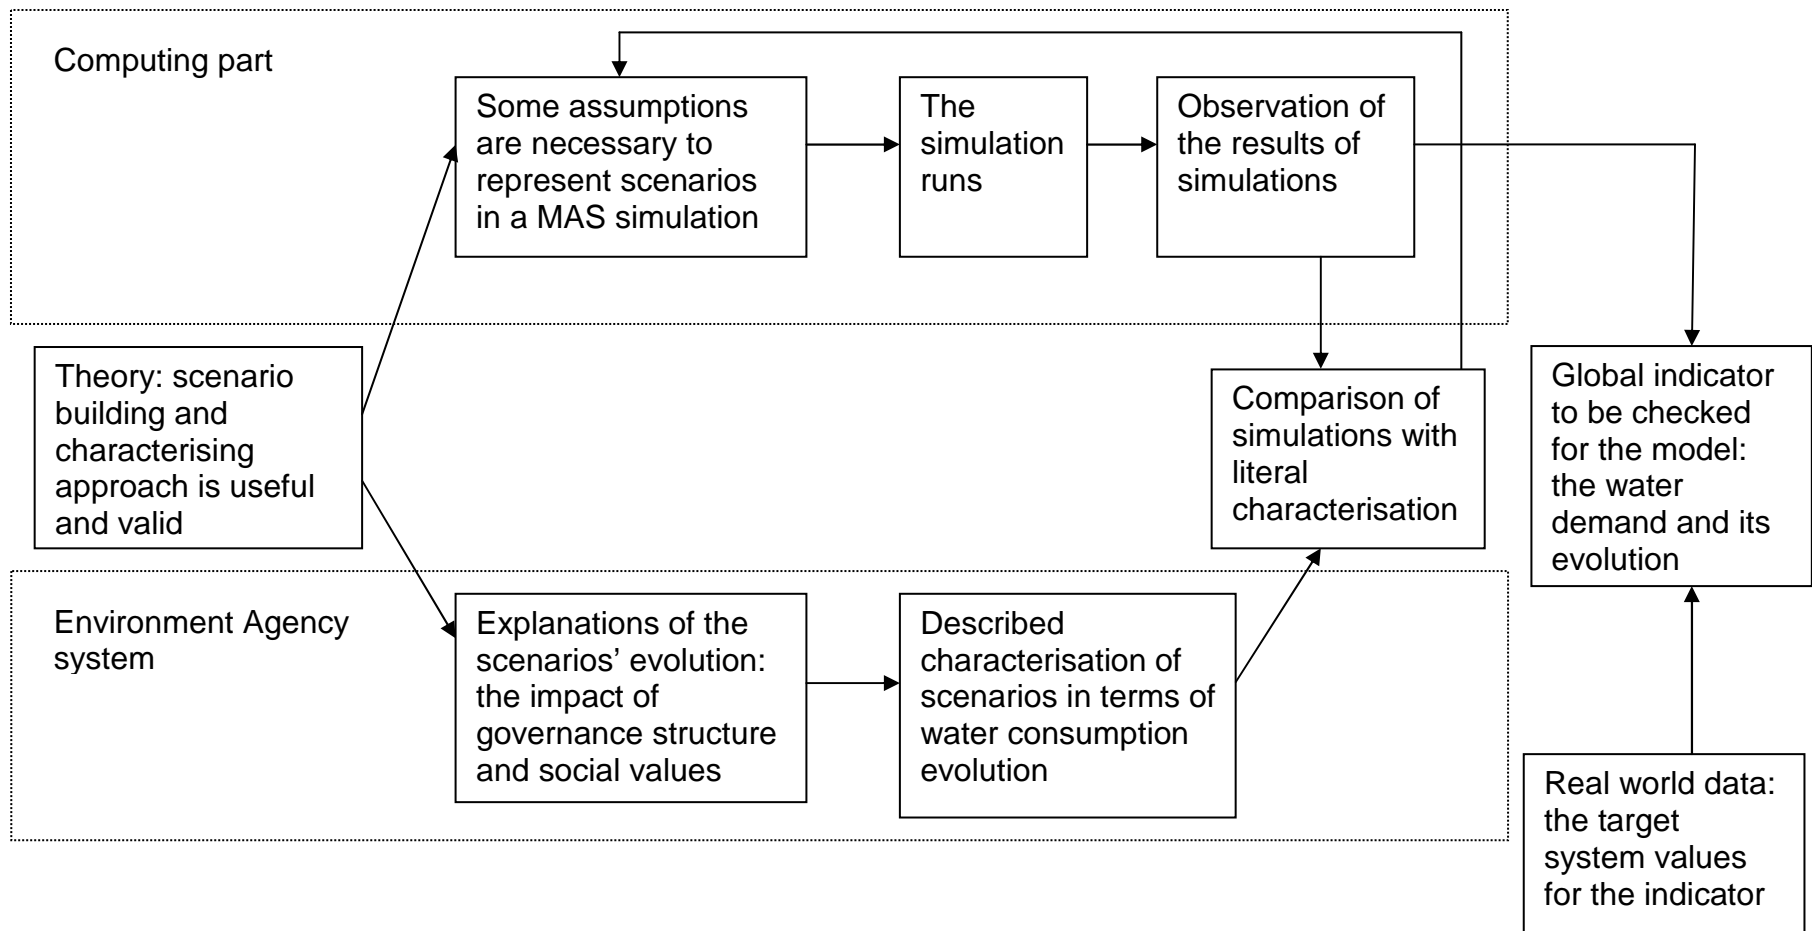 Computing part
Some assumptions
are necessary to
represent scenarios
in a MAS simulation
The
simulation
runs
Observation of
the results of
simulations
Theory: scenario
building and
characterising
approach is useful
and valid
Comparison of
simulations with
literal
characterisation
Global indicator
to be checked
for the model:
the water
demand and its
evolution
Environment Agency
system
Explanations of the
scenarios’ evolution:
the impact of
governance structure
and social values
Described
characterisation of
scenarios in terms of
water consumption
evolution
Real world data:
the target
system values
for the indicator